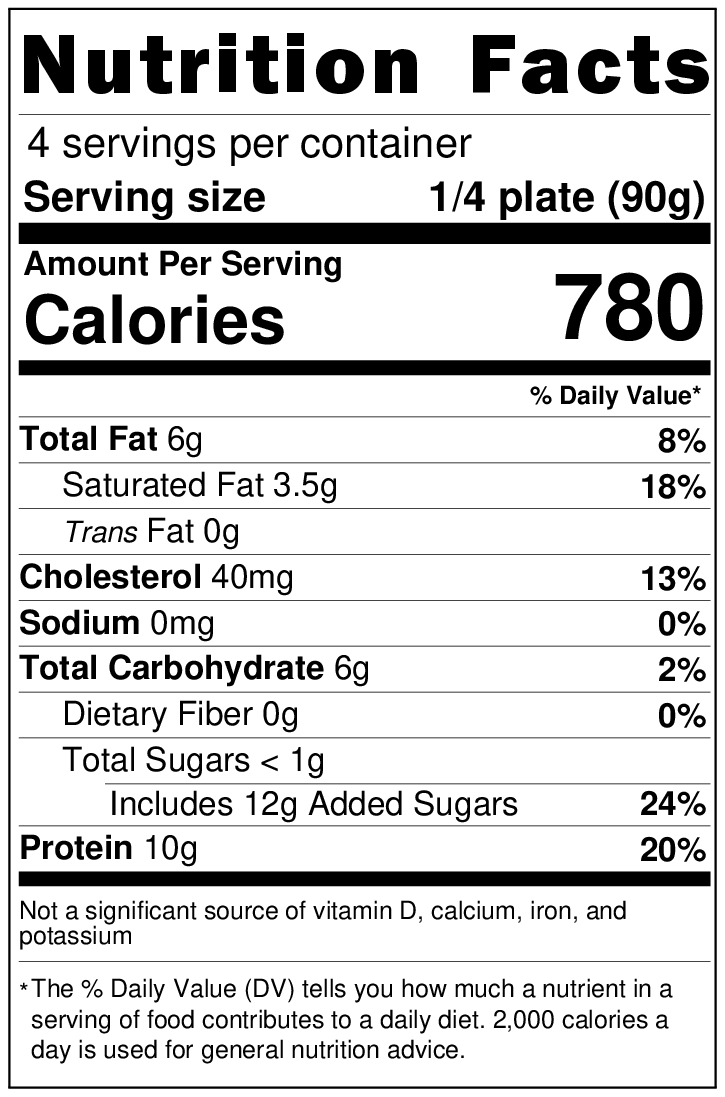 Nutrition Facts
4 servings per container
Serving size 1/4 plate (90g)
Amount Per Serving
Calories 780
% Daily Value*
Total Fat 6g 8%
Saturated Fat 3.5g 18%
Trans Fat 0g
Cholesterol 40mg 13%
Sodium 0mg 0%
Total Carbohydrate 6g 2%
Dietary Fiber 0g 0%
Total Sugars < 1g
Includes 12g Added Sugars 24%
Protein 10g 20%
Not a significant source of vitamin D, calcium, iron, and
potassium
*The % Daily Value (DV) tells you how much a nutrient in a
serving of food contributes to a daily diet. 2,000 calories a
day is used for general nutrition advice.